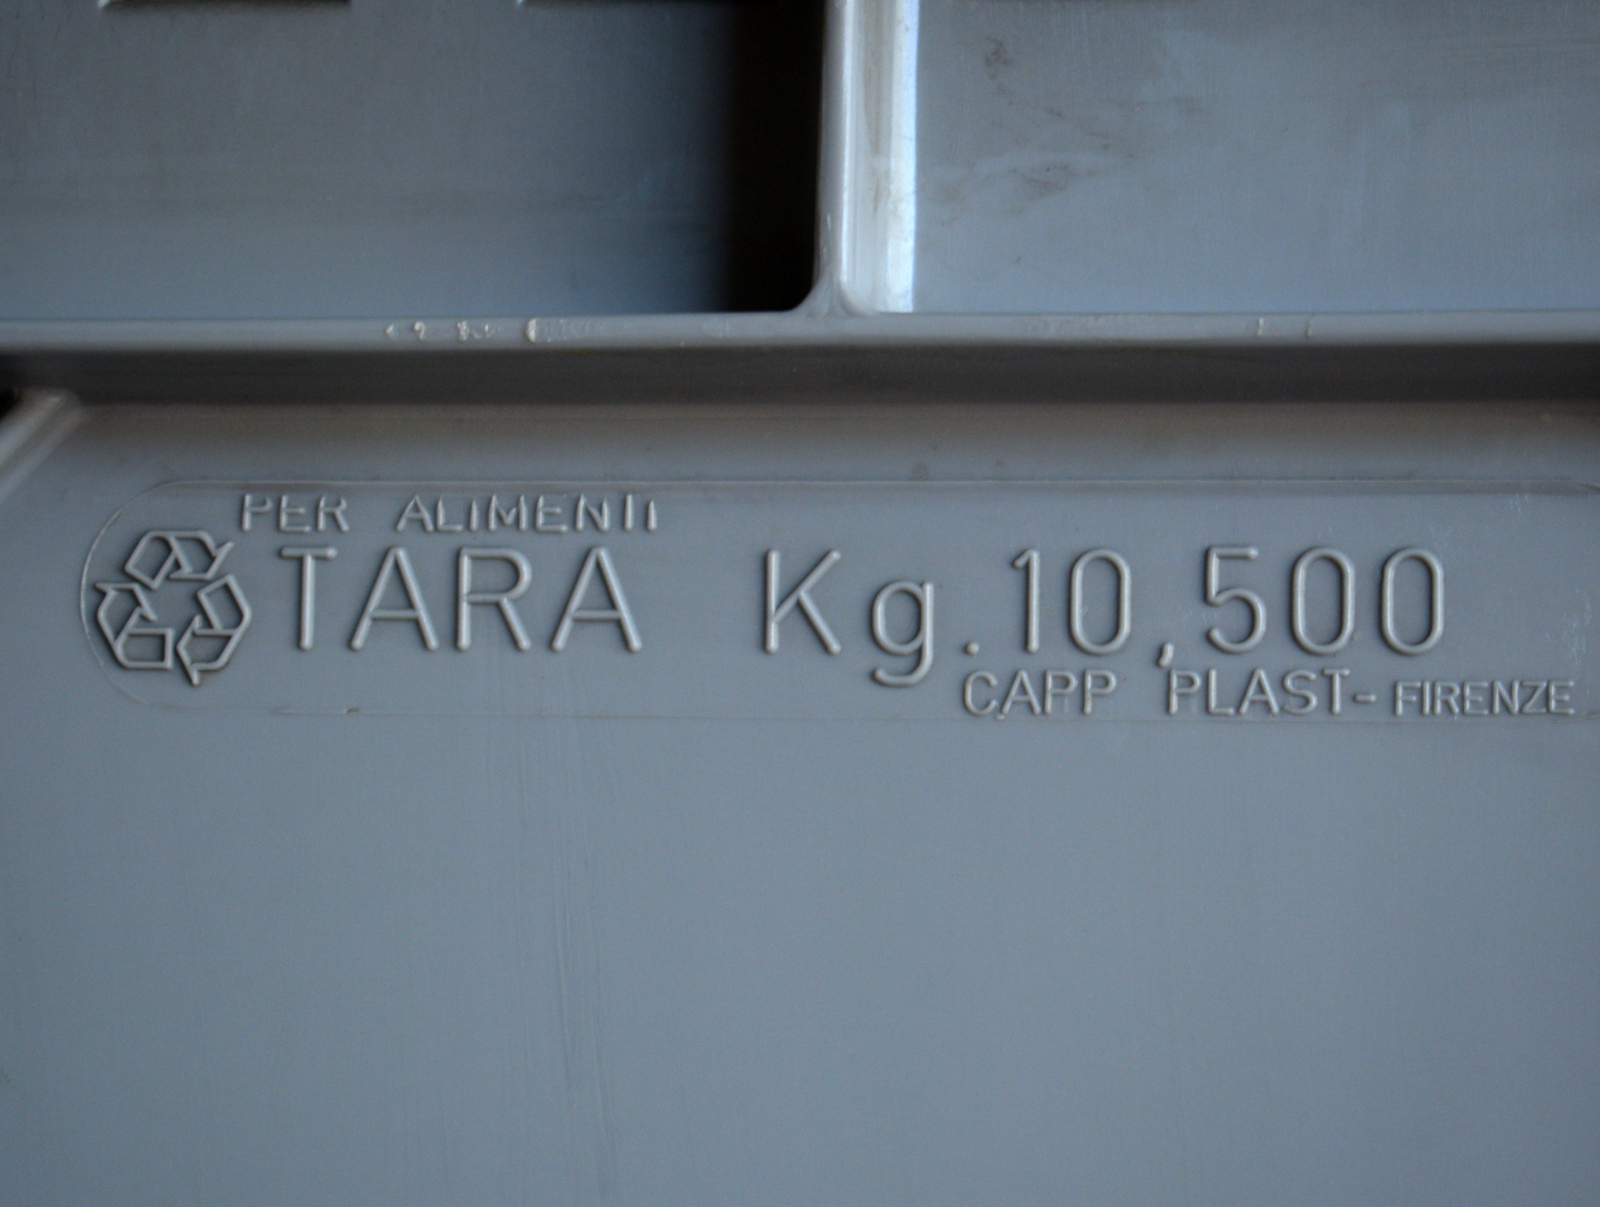 PER ALIMENTI
TARA Kg.10,500
CAPP PLAST-FIRENZE